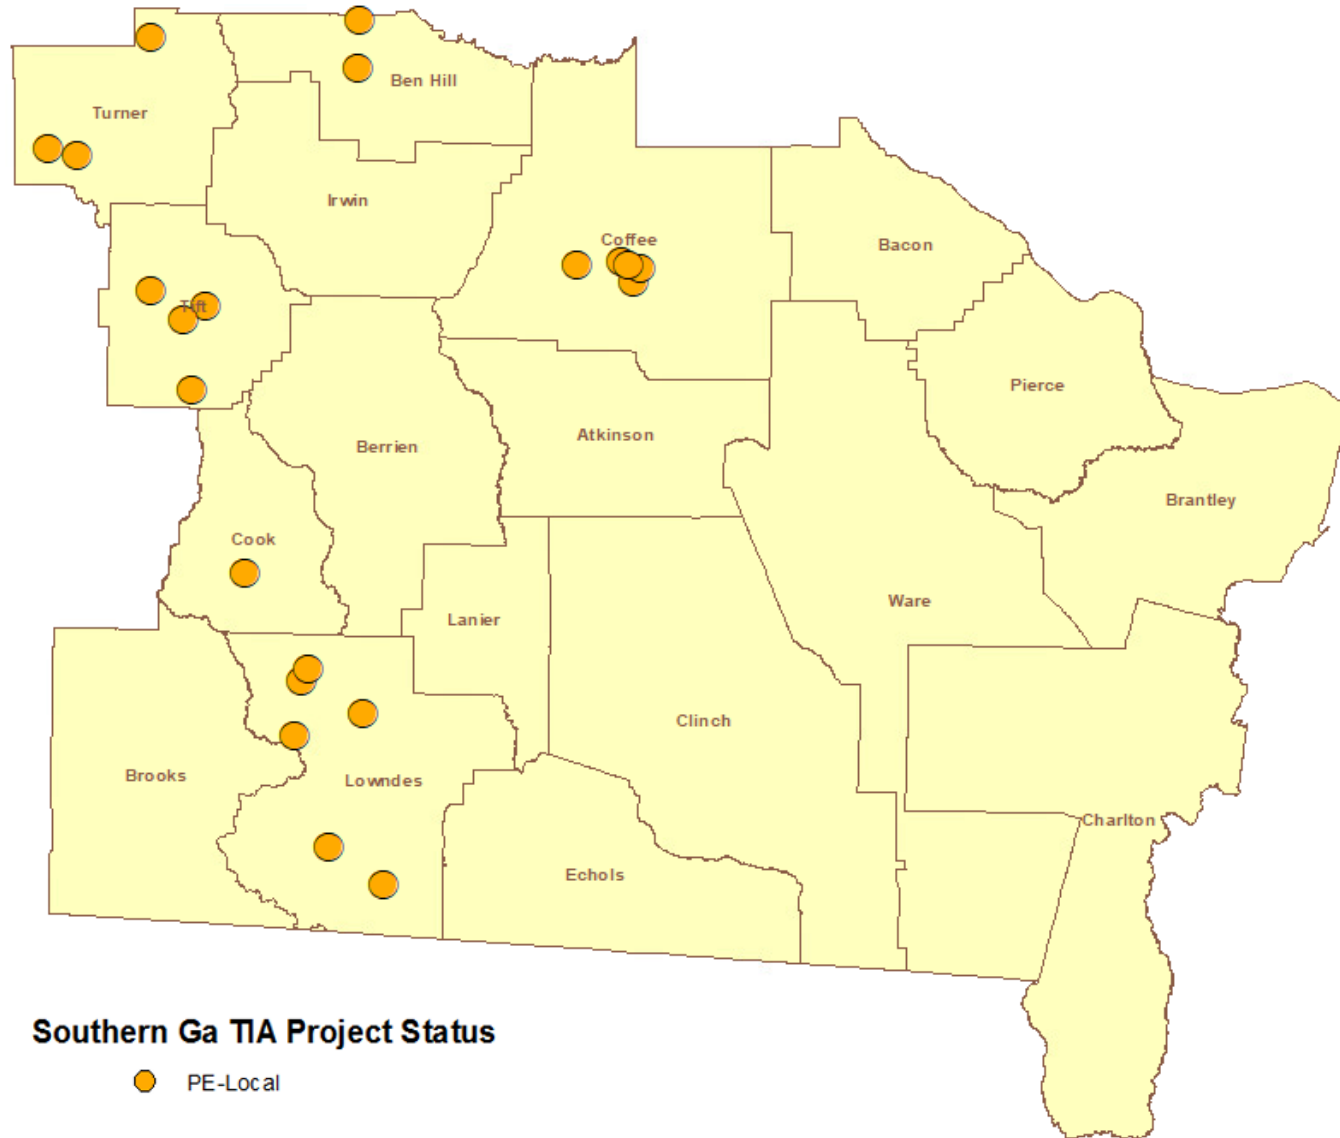 Ben Hill
Turner
Irwin
Coffee
Bacon
Tift
Pierce
Atkinson
Berrien
Brantley
Cook
Ware
Lanier
Clinch
Brooks
Lowndes
Charlton
Echols
Southern Ga TIA Project Status
PE-Local